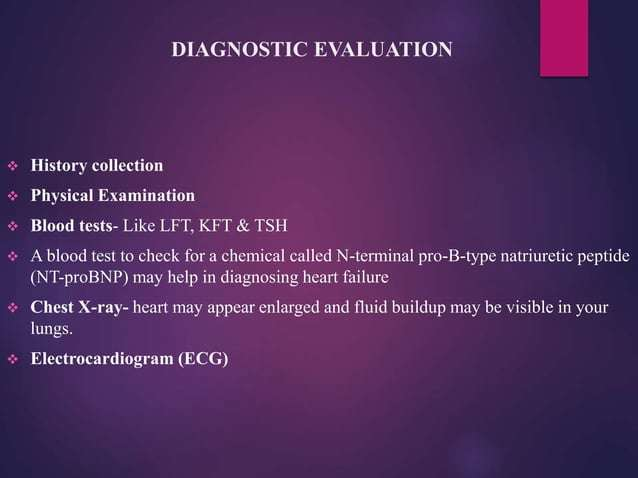 DIAGNOSTIC EVALUATION
History collection
Physical Examination
Blood tests- Like LFT, KFT & TSH
A blood test to check for a chemical called N-terminal pro-B-type natriuretic peptide
(NT-proBNP) may help in diagnosing heart failure
Chest X-ray- heart may appear enlarged and fluid buildup may be visible in your
lungs.
Electrocardiogram (ECG)